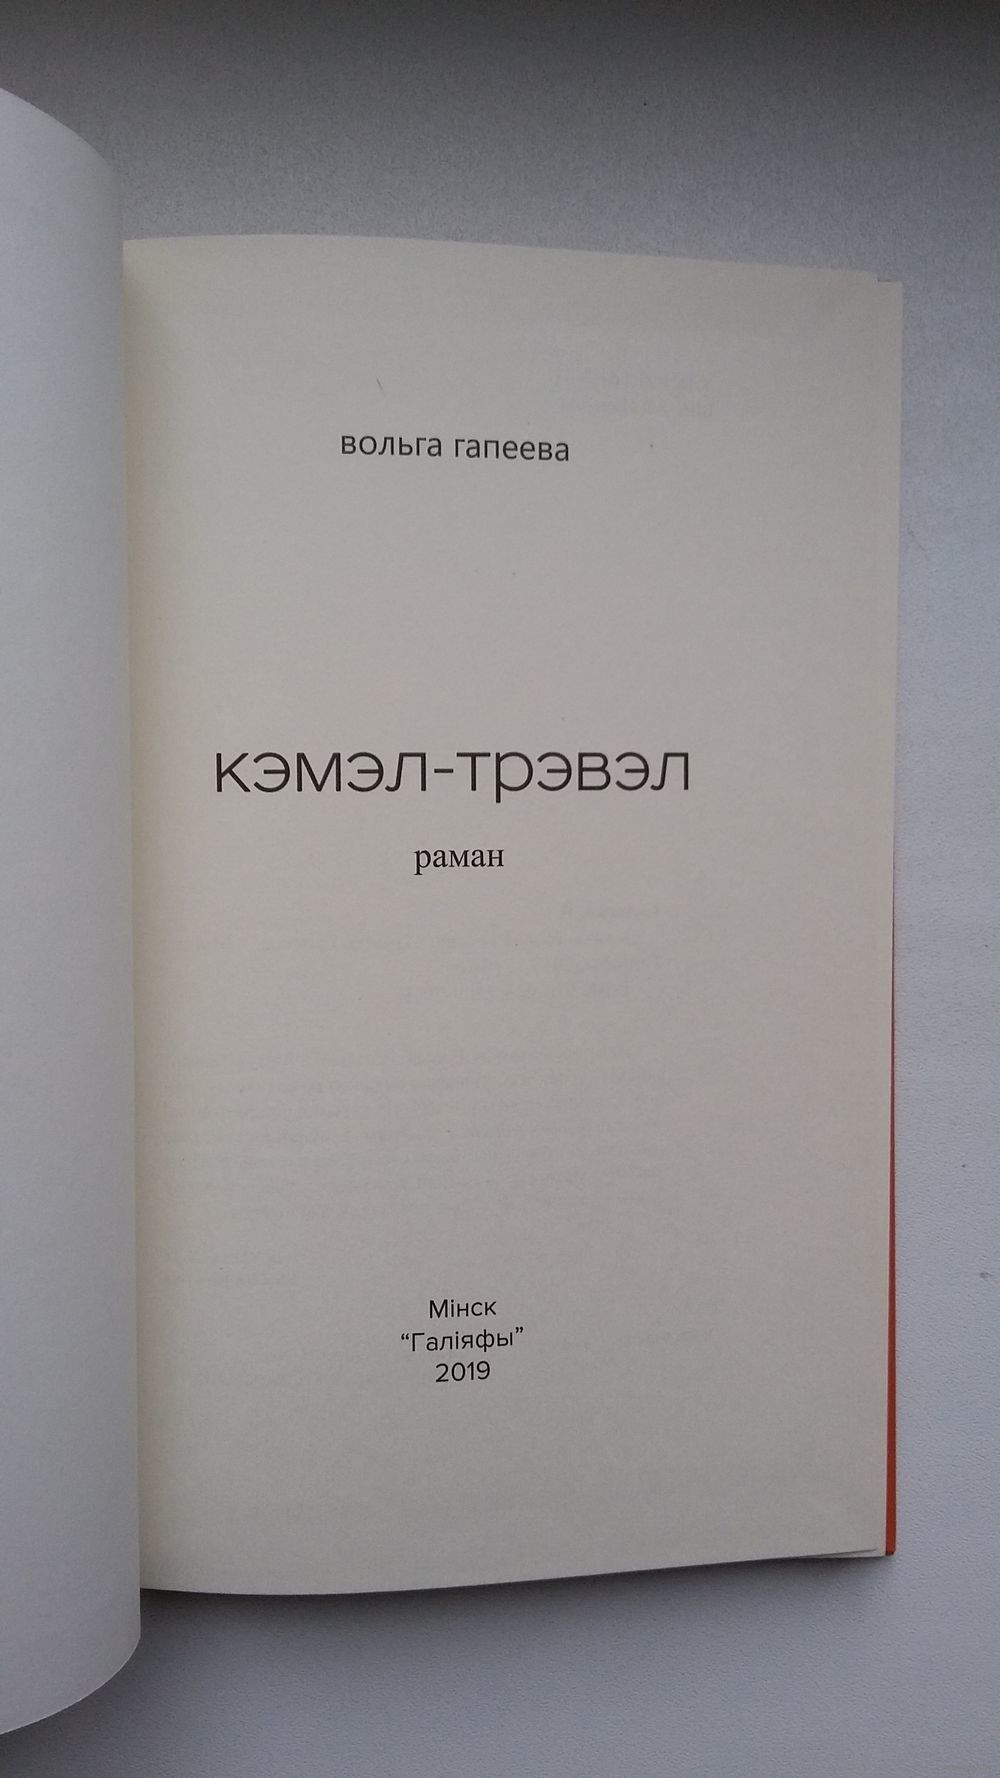 вольга гапеева
кэмэл-трэвэл
раман
Мінск
“Галіяфы”
2019